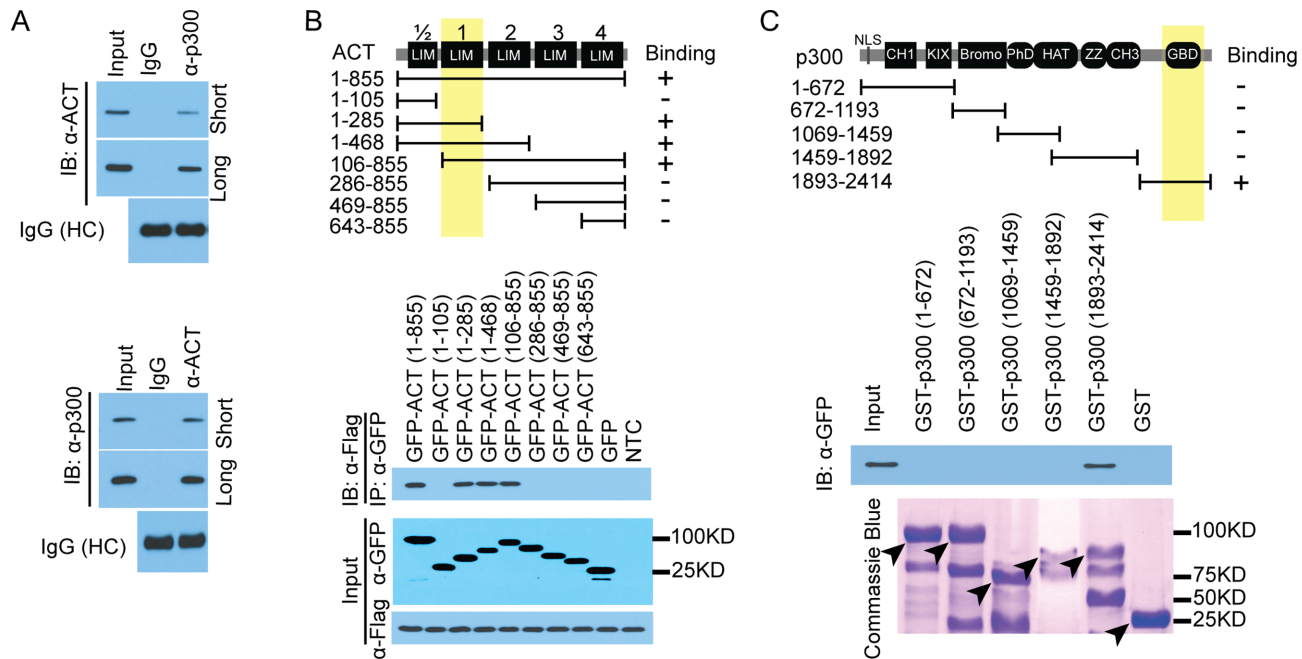 A
Input
IgG
α-p300
IB: α-ACT
Short
Long
IgG (HC)
Input
IgG
α-ACT
IB: α-p300
Short
Long
IgG (HC)
B
½ 1 2 3 4
ACT LIM LIM LIM LIM LIM Binding
1-855 +
1-105 -
1-285 +
1-468 +
106-855 +
286-855 -
469-855 -
643-855 -
GFP-ACT (1-855)
GFP-ACT (1-105)
GFP-ACT (1-285)
GFP-ACT (1-468)
GFP-ACT (106-855)
GFP-ACT (286-855)
GFP-ACT (469-855)
GFP-ACT (643-855)
GFP
NTC
IB: α-Flag
IP: α-GFP
Input
α-GFP
α-Flag
100KD
25KD
C
NLS
p300 CH1 KIX Bromo PhD HAT ZZ CH3 GBD Binding
1-672 -
672-1193 -
1069-1459 -
1459-1892 -
1893-2414 +
Input
GST-p300 (1-672)
GST-p300 (672-1193)
GST-p300 (1069-1459)
GST-p300 (1459-1892)
GST-p300 (1893-2414)
GST
IB: α-GFP
Commassie Blue
100KD
75KD
50KD
25KD